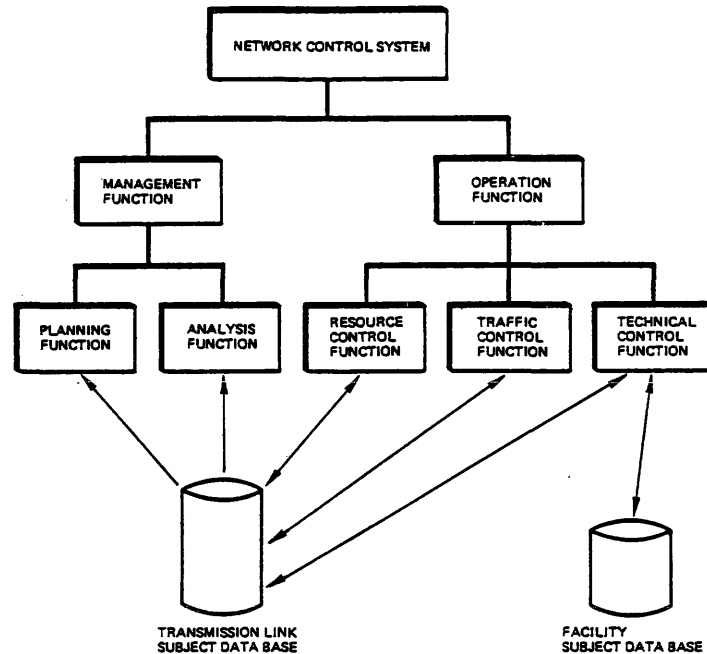 NETWORK CONTROL SYSTEM
MANAGEMENT
FUNCTION
OPERATION
FUNCTION
PLANNING
FUNCTION
ANALYSIS
FUNCTION
RESOURCE
CONTROL
FUNCTION
TRAFFIC
CONTROL
FUNCTION
TECHNICAL
CONTROL
FUNCTION
TRANSMISSION LINK
SUBJECT DATA BASE
FACILITY
SUBJECT DATA BASE